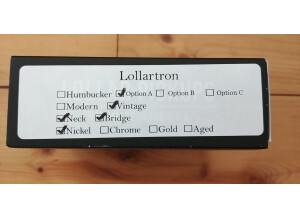 Lollartron
Humbucker Option A Option B Option C
Modern Vintage
Neck Bridge
Nickel Chrome Gold Aged